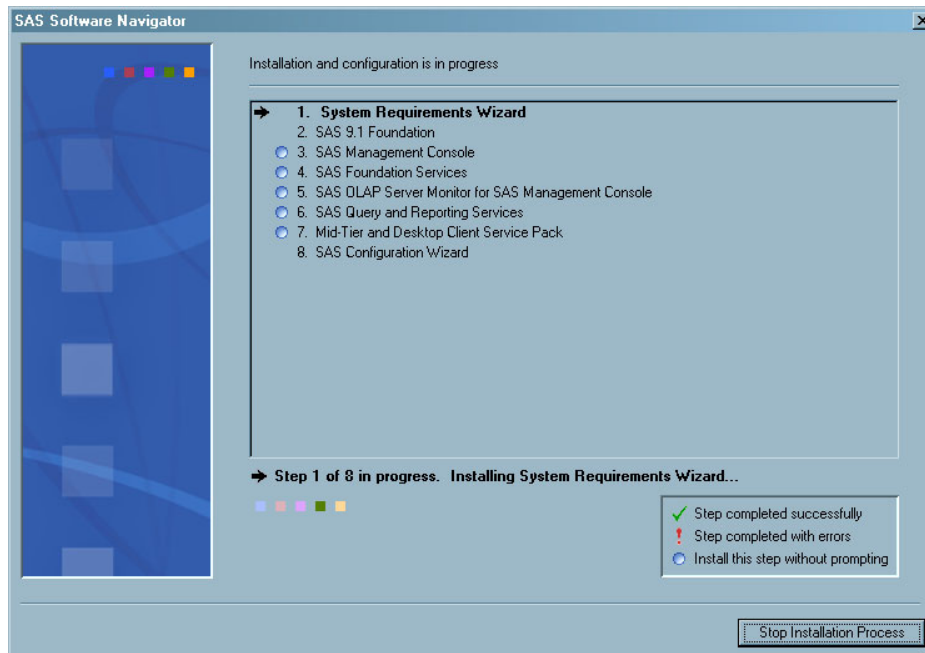 SAS Software Navigator
Installation and configuration is in progress
1. System Requirements Wizard
2. SAS 9.1 Foundation
3. SAS Management Console
4. SAS Foundation Services
5. SAS OLAP Server Monitor for SAS Management Console
6. SAS Query and Reporting Services
7. Mid-Tier and Desktop Client Service Pack
8. SAS Configuration Wizard
Step 1 of 8 in progress. Installing System Requirements Wizard...
Step completed successfully
Step completed with errors
Install this step without prompting
Stop Installation Process